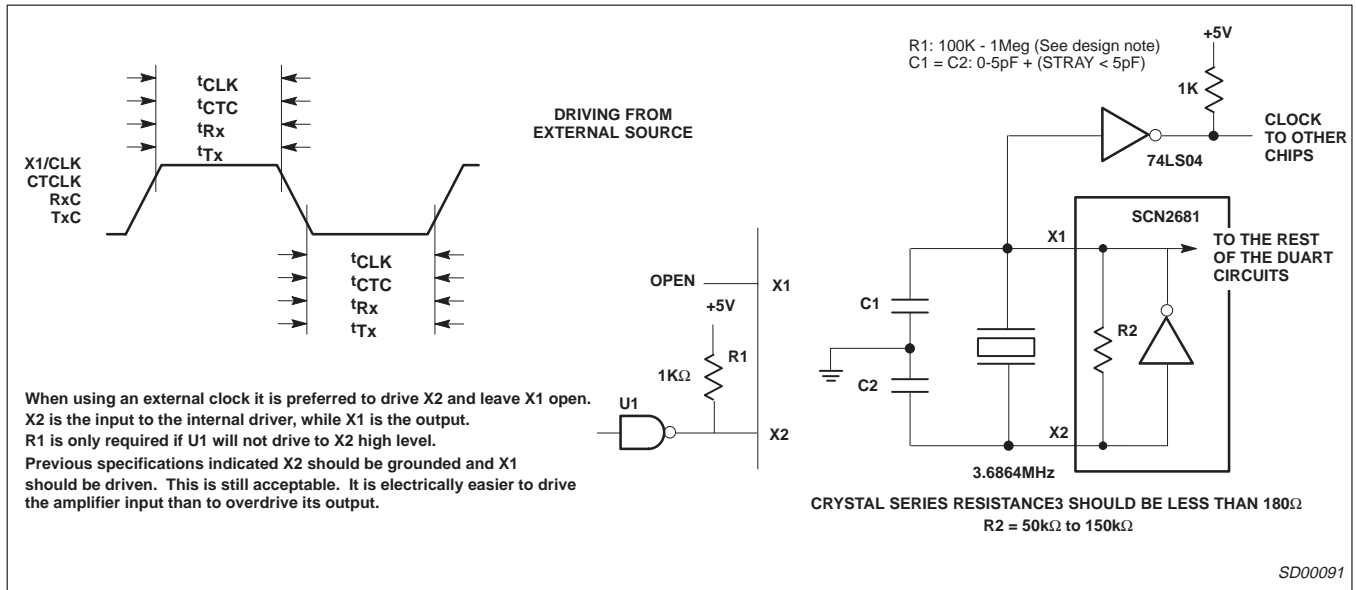 tCLK
tCTC
tRx
tTx
X1/CLK
CTCLK
RxC
TxC
tCLK
tCTC
tRx
tTx
When using an external clock it is preferred to drive X2 and leave X1 open.
X2 is the input to the internal driver, while X1 is the output.
R1 is only required if U1 will not drive to X2 high level.
Previous specifications indicated X2 should be grounded and X1
should be driven. This is still acceptable. It is electrically easier to drive
the amplifier input than to overdrive its output.
DRIVING FROM
EXTERNAL SOURCE
OPEN
X1
+5V
R1
1KΩ
U1
X2
R1: 100K - 1Meg (See design note)
C1 = C2: 0-5pF + (STRAY < 5pF)
+5V
1K
74LS04
CLOCK
TO OTHER
CHIPS
SCN2681
X1
TO THE REST
OF THE DUART
CIRCUITS
C1
R2
C2
X2
3.6864MHz
CRYSTAL SERIES RESISTANCE3 SHOULD BE LESS THAN 180Ω
R2 = 50kΩ to 150kΩ
SD00091